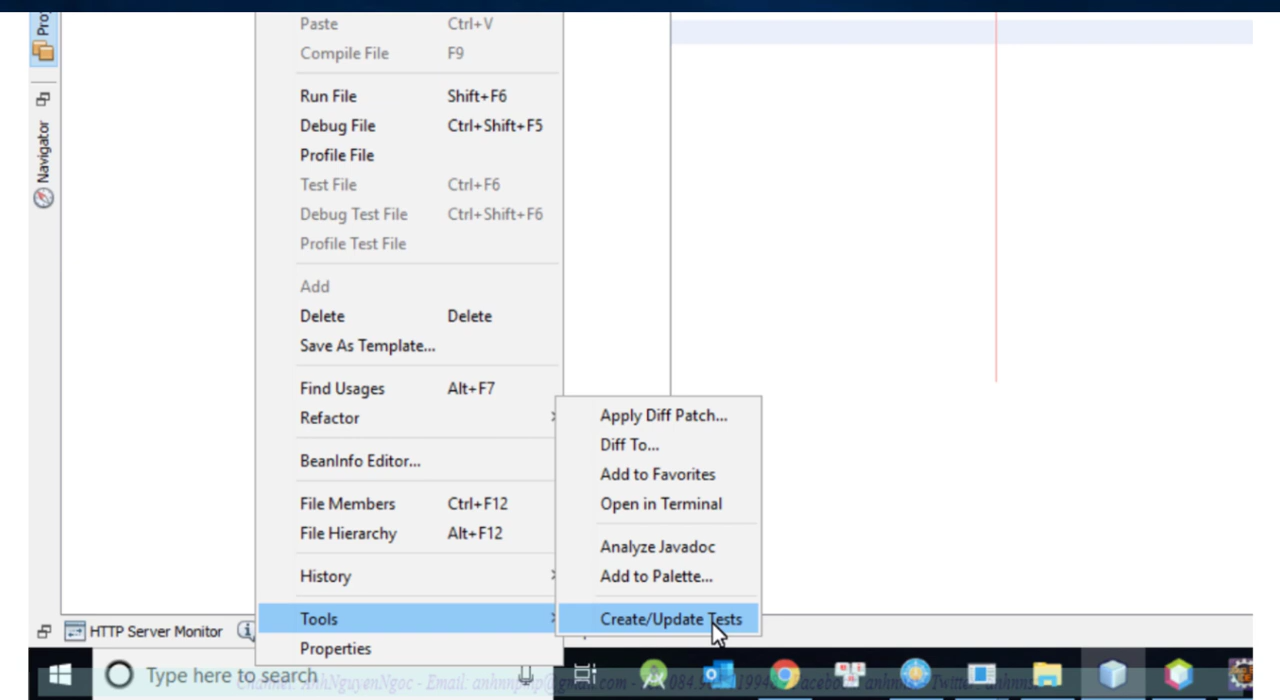 Pro
Navigator
Paste Ctrl+V
Compile File F9
Run File Shift+F6
Debug File Ctrl+Shift+F5
Profile File
Test File Ctrl+F6
Debug Test File Ctrl+Shift+F6
Profile Test File
Add
Delete Delete
Save As Template...
Find Usages Alt+F7
Refactor
BeanInfo Editor...
File Members Ctrl+F12
File Hierarchy Alt+F12
History
Tools
Properties
Apply Diff Patch...
Diff To...
Add to Favorites
Open in Terminal
Analyze Javadoc
Add to Palette...
Create/Update Tests
HTTP Server Monitor
Type here to search
AnhNguyenNgoc - Email: